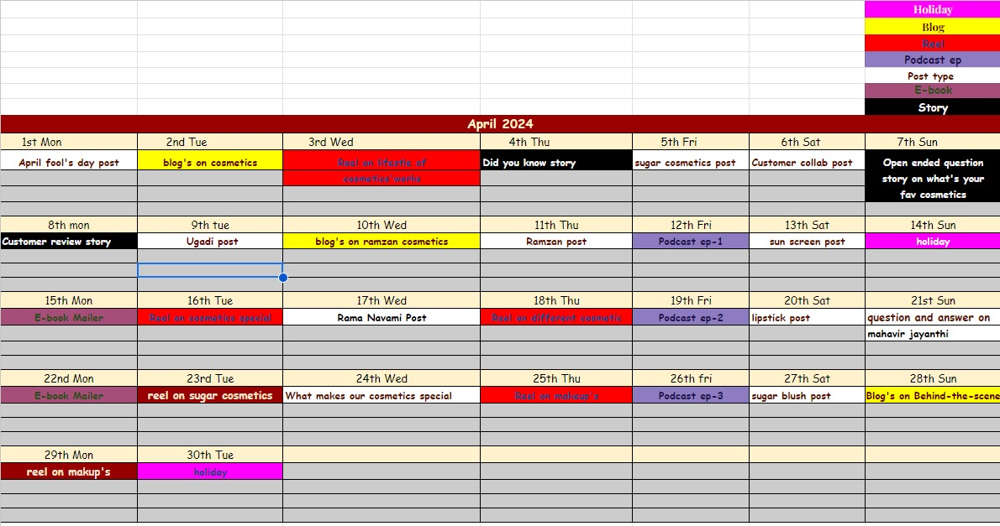 Holiday
Blog
Reel
Podcast ep
Post type
E-book
Story
April 2024
1st Mon 2nd Tue 3rd Wed 4th Thu 5th Fri 6th Sat 7th Sun
April fool's day post blog's on cosmetics Reel on lifestle of Did you know story sugar cosmetics post Customer collab post Open ended question
cosmetics'works story on what's your
fav cosmetics
8th mon 9th tue 10th Wed 11th Thu 12th Fri 13th Sat 14th Sun
Customer review story Ugadi post blog's on ramzan cosmetics Ramzan post Podcast ep-1 sun screen post holiday
15th Mon 16th Tue 17th Wed 18th Thu 19th Fri 20th Sat 21st Sun
E-book Mailer Reel on cosmetics special Rama Navami Post Reel on different cosmetic Podcast ep-2 lipstick post question and answer on
mahavir jayanthi
22nd Mon 23rd Tue 24th Wed 25th Thu 26th fri 27th Sat 28th Sun
E-book Mailer reel on sugar cosmetics What makes our cosmetics special Reel on makeup's Podcast ep-3 sugar blush post Blog's on Behind-the-scene
29th Mon 30th Tue
reel on makup's holiday